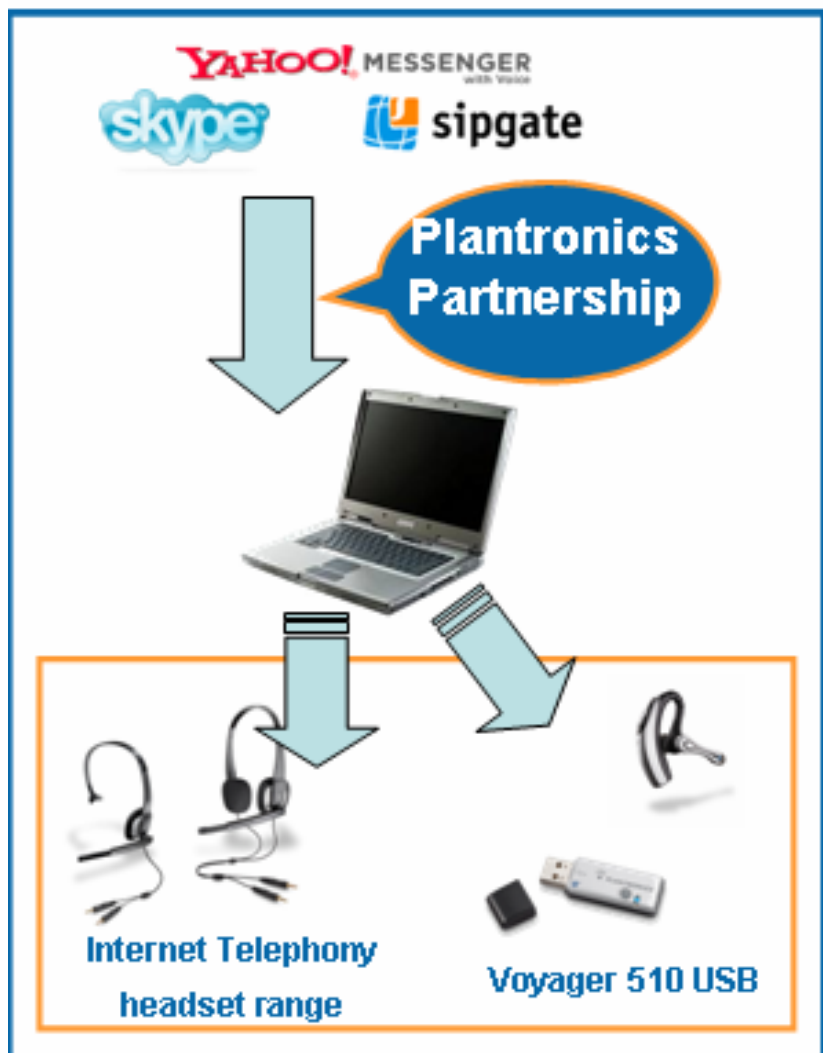 YAHOO! MESSENGER
with Voice
skype
sipgate
Plantronics
Partnership
Internet Telephony
headset range
Voyager 510 USB